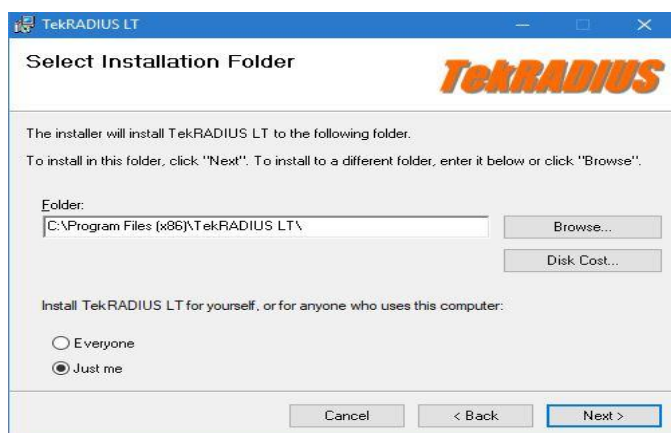 TekRADIUS LT
Select Installation Folder
TekRADIUS
The installer will install TekRADIUS LT to the following folder.
To install in this folder, click "Next". To install to a different folder, enter it below or click "Browse".
Folder:
C:\Program Files (x86)\TekRADIUS LT\
Browse...
Disk Cost...
Install TekRADIUS LT for yourself, or for anyone who uses this computer:
Everyone
Just me
Cancel
< Back
Next >